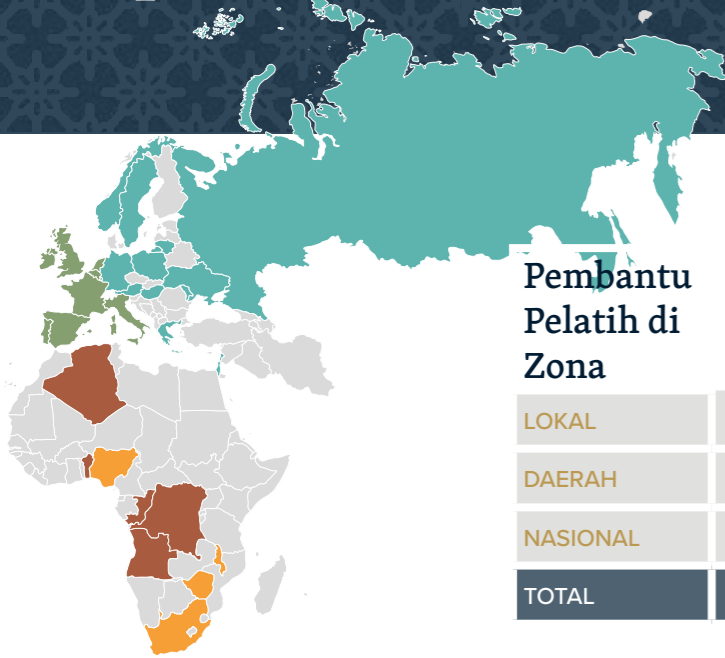 Pembantu
Pelatih di
Zona
LOKAL
DAERAH
NASIONAL
TOTAL